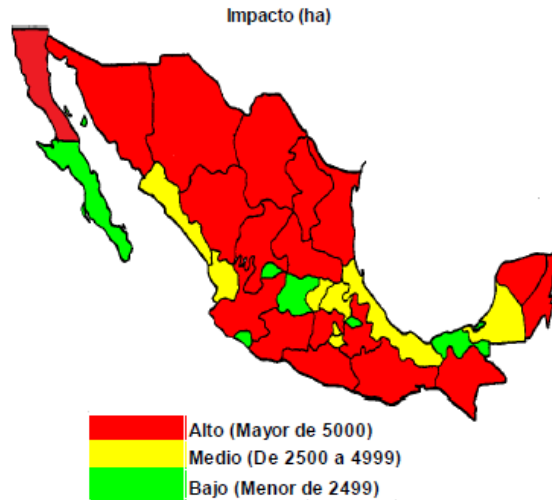 Impacto (ha)
Alto (Mayor de 5000)
Medio (De 2500 a 4999)
Bajo (Menor de 2499)